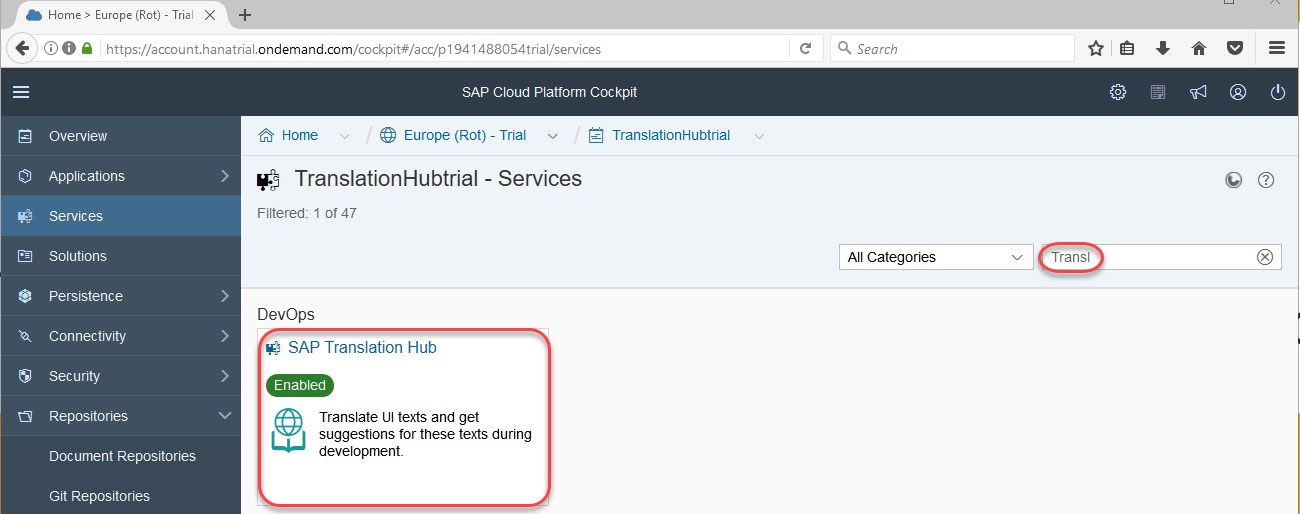 Home > Europe (Rot) - Trial
https://account.hanatrial.ondemand.com/cockpit#/acc/p1941488054trial/services
Search
SAP Cloud Platform Cockpit
Overview
Applications
Services
Solutions
Persistence
Connectivity
Security
Repositories
Document Repositories
Git Repositories
Home / Europe (Rot) - Trial / TranslationHubtrial
TranslationHubtrial - Services
Filtered: 1 of 47
All Categories
Transl
DevOps
SAP Translation Hub
Enabled
Translate UI texts and get
suggestions for these texts during
development.